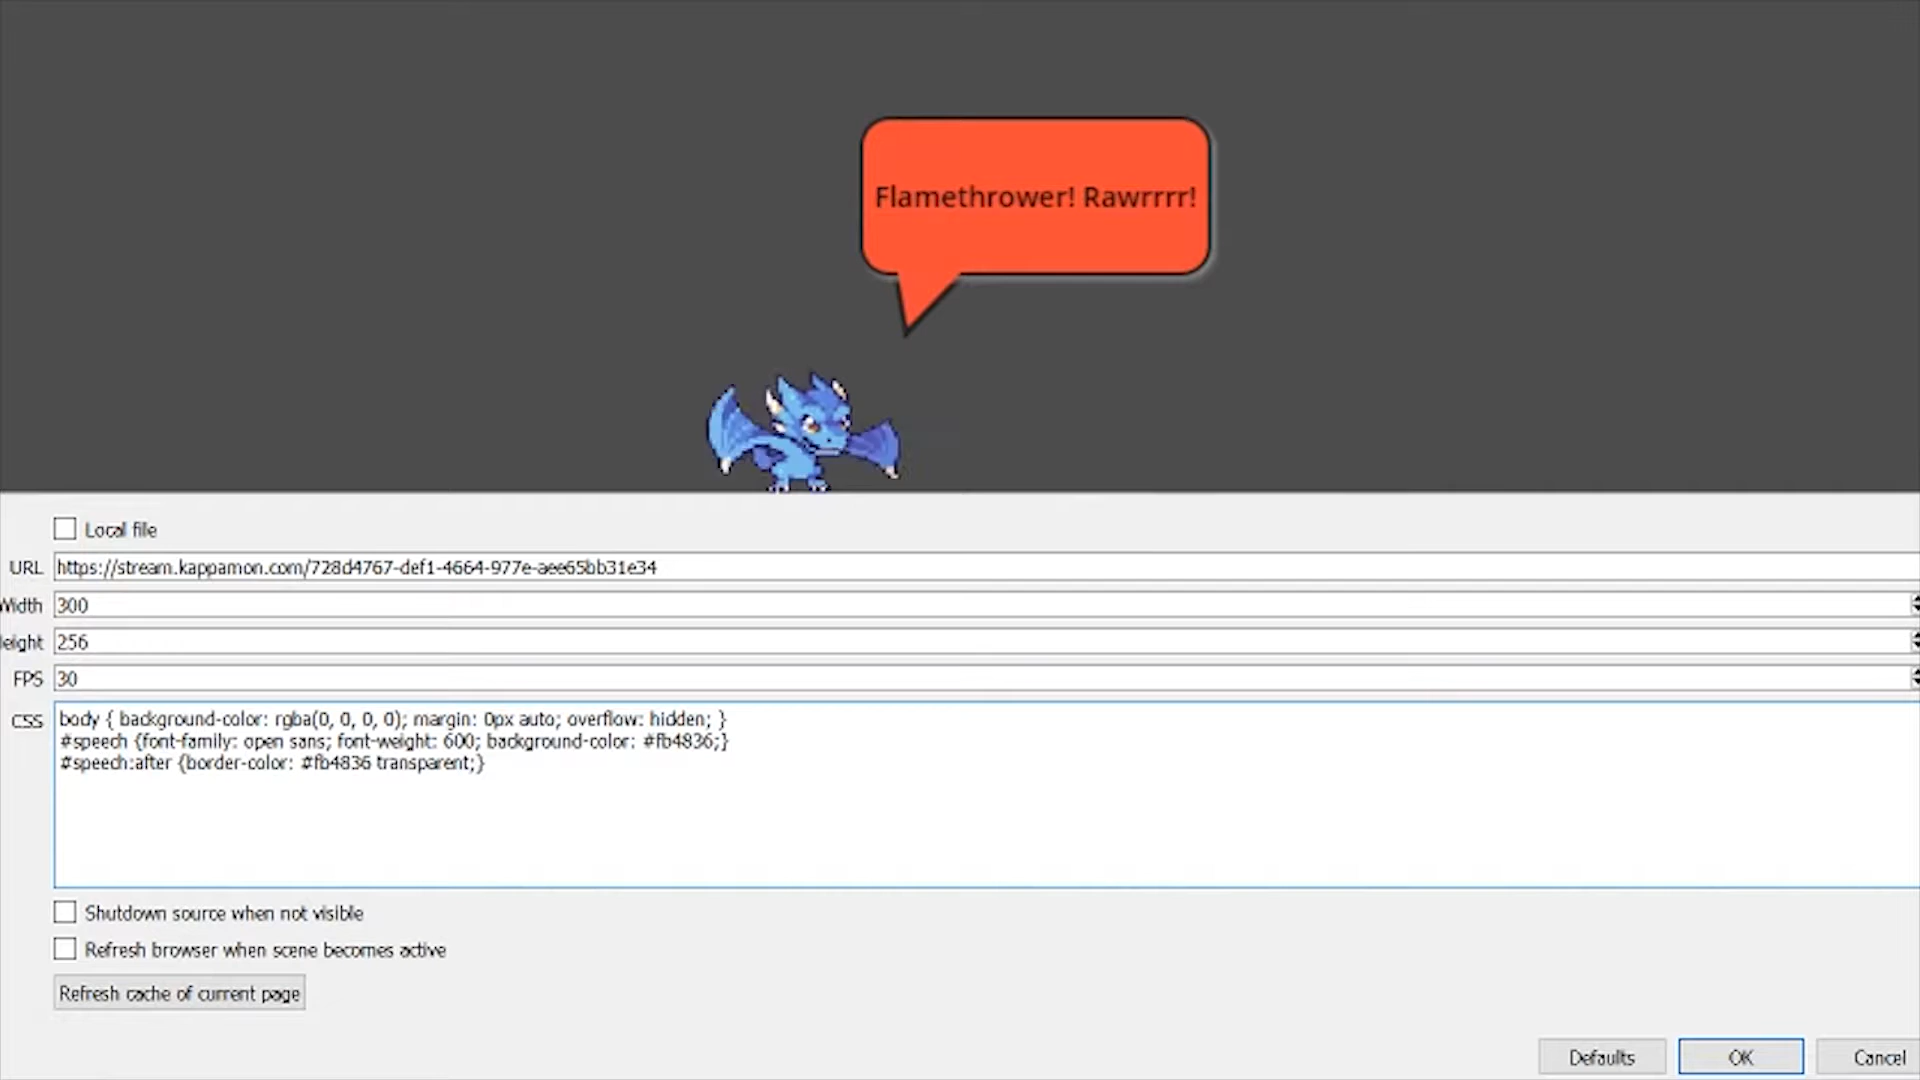 Flamethrower! Rawrrrr!
Local file
URL https://stream.kappamon.com/728d4767-def1-4664-977e-aee65bb31e34
Width 300
eight 256
FPS 30
CSS body { background-color: rgba(0, 0, 0, 0); margin: 0px auto; overflow: hidden; }
#speech {font-family: open sans; font-weight: 600; background-color: #fb4836;}
#speech:after {border-color: #fb4836 transparent;}
Shutdown source when not visible
Refresh browser when scene becomes active
Refresh cache of current page
Defaults OK Cancel